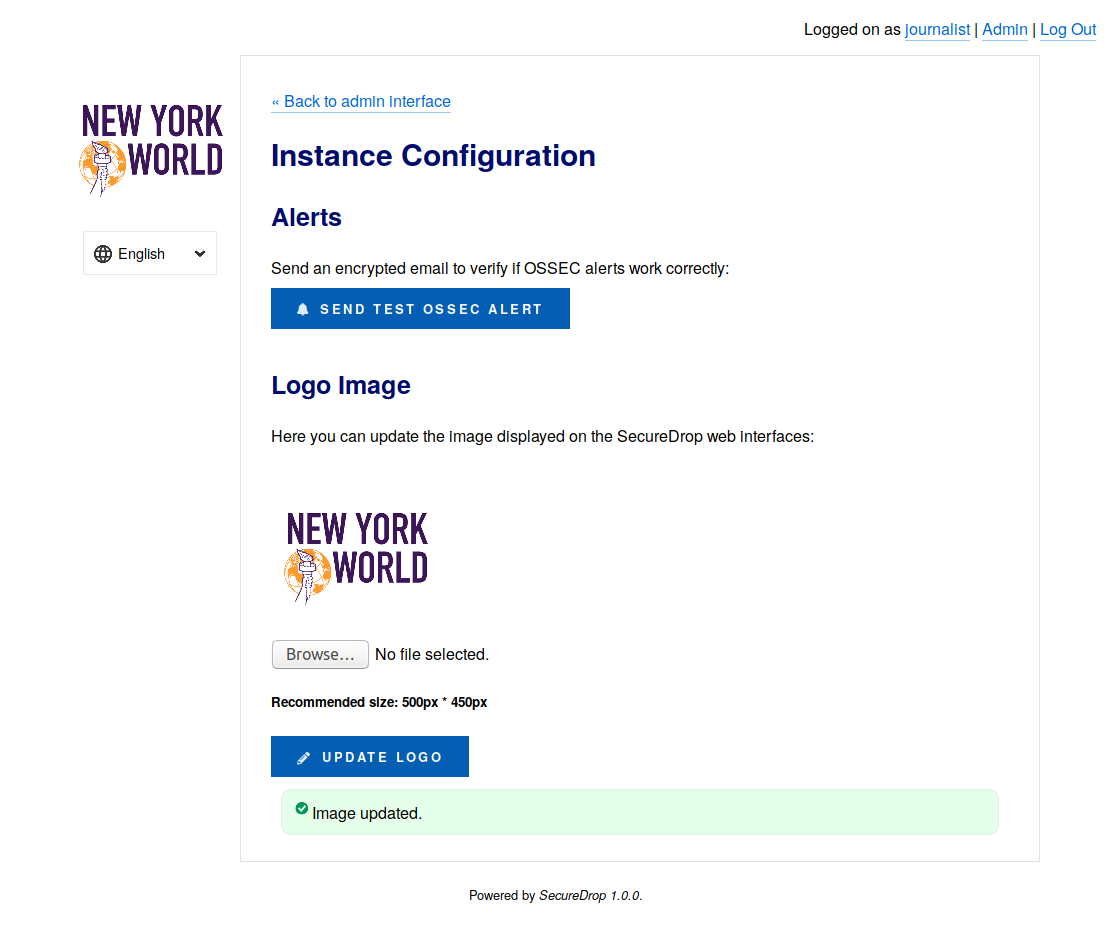 Logged on as journalist | Admin | Log Out
NEW YORK
WORLD
English
« Back to admin interface
Instance Configuration
Alerts
Send an encrypted email to verify if OSSEC alerts work correctly:
SEND TEST OSSEC ALERT
Logo Image
Here you can update the image displayed on the SecureDrop web interfaces:
NEW YORK
WORLD
Browse... No file selected.
Recommended size: 500px * 450px
UPDATE LOGO
Image updated.
Powered by SecureDrop 1.0.0.